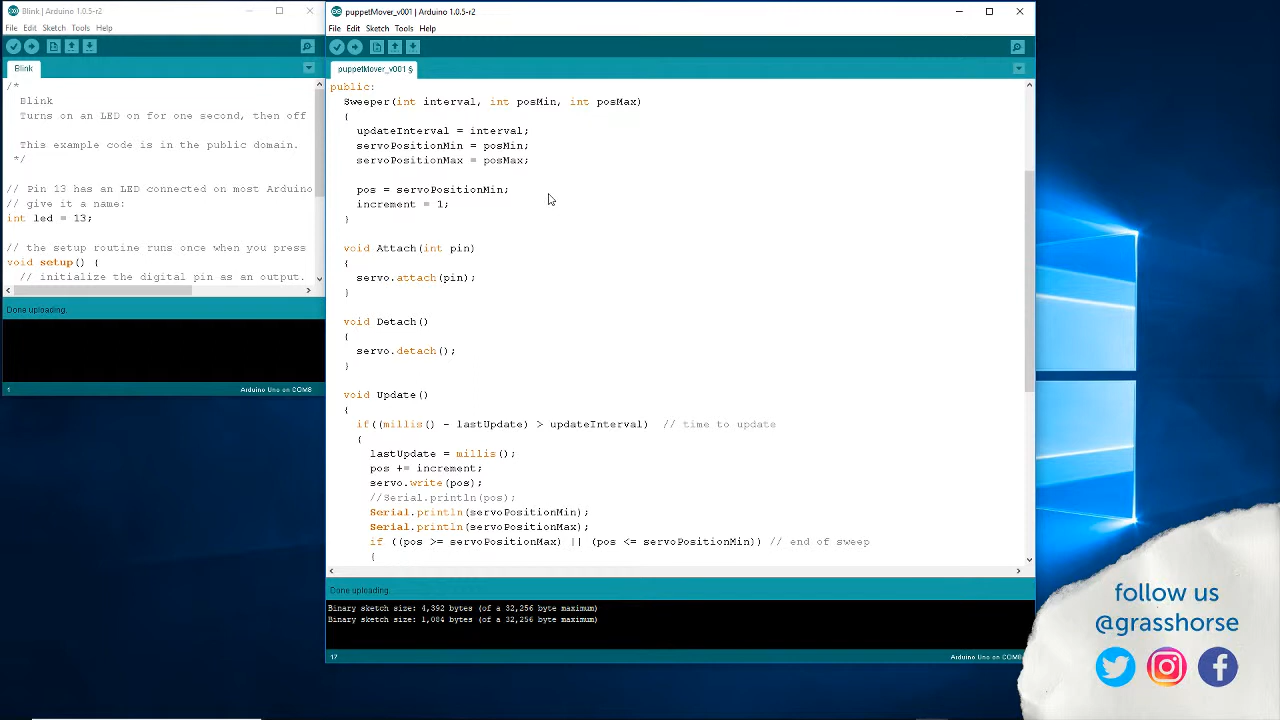 Blink | Arduino 1.0.5-r2
File Edit Sketch Tools Help
Blink
/*
Blink
Turns on an LED on for one second, then off
This example code is in the public domain.
*/
// Pin 13 has an LED connected on most Arduino
// give it a name:
int led = 13;
// the setup routine runs once when you press
void setup() {
// initialize the digital pin as an output.
Done uploading.
1
Arduino Uno on COM8
puppetMover_v001 | Arduino 1.0.5-r2
File Edit Sketch Tools Help
puppetMover_v001 §
public:
Sweeper(int interval, int posMin, int posMax)
{
updateInterval = interval;
servoPositionMin = posMin;
servoPositionMax = posMax;
pos = servoPositionMin;
increment = 1;
}
void Attach(int pin)
{
servo.attach(pin);
}
void Detach()
{
servo.detach();
}
void Update()
{
if((millis() - lastUpdate) > updateInterval) // time to update
{
lastUpdate = millis();
pos += increment;
servo.write(pos);
//Serial.println(pos);
Serial.println(servoPositionMin);
Serial.println(servoPositionMax);
if ((pos >= servoPositionMax) || (pos <= servoPositionMin)) // end of sweep
{
Done uploading.
Binary sketch size: 4,392 bytes (of a 32,256 byte maximum)
Binary sketch size: 1,084 bytes (of a 32,256 byte maximum)
17
Arduino Uno on COM8
follow us
@grasshorse